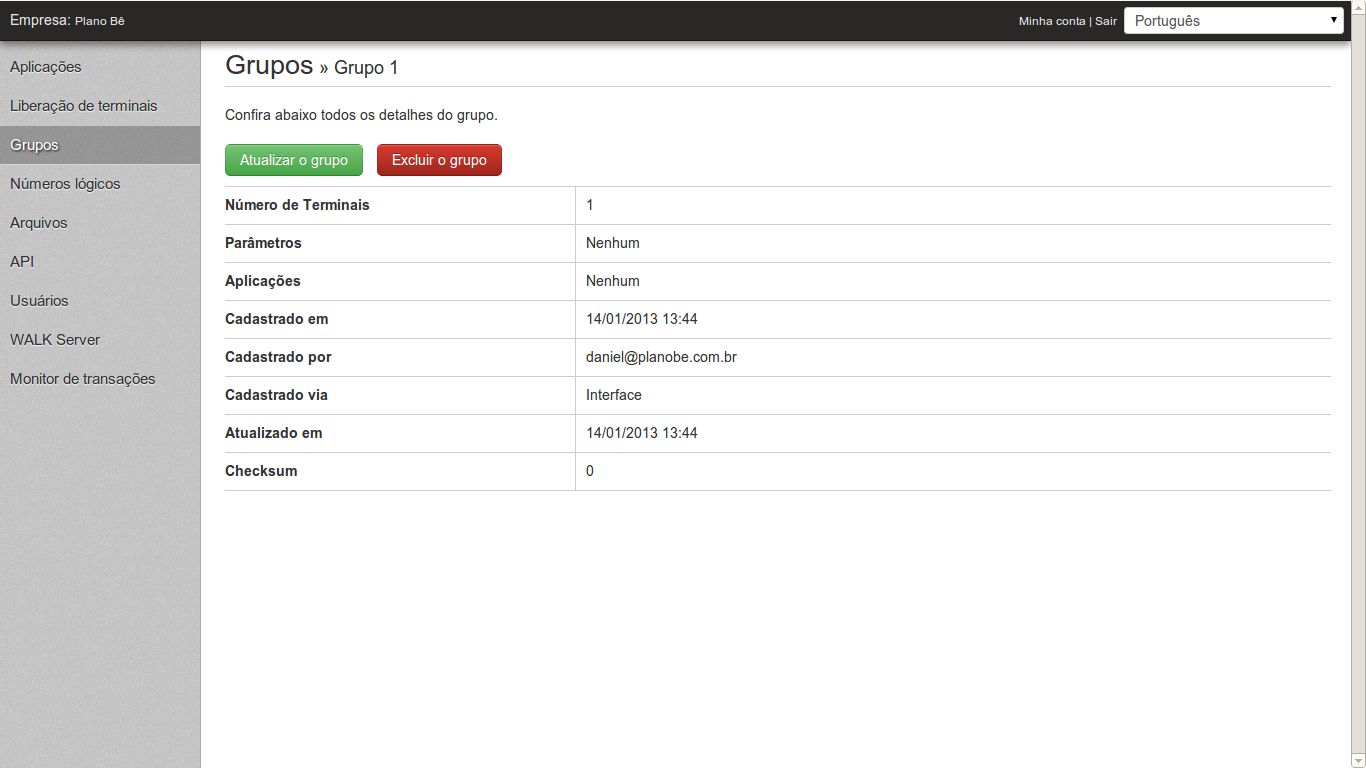 Empresa: Plano Bê
Minha conta | Sair
Português
Aplicações
Liberação de terminais
Grupos
Números lógicos
Arquivos
API
Usuários
WALK Server
Monitor de transações
Grupos » Grupo 1
Confira abaixo todos os detalhes do grupo.
Atualizar o grupo
Excluir o grupo
Número de Terminais 1
Parâmetros Nenhum
Aplicações Nenhum
Cadastrado em 14/01/2013 13:44
Cadastrado por daniel@planobe.com.br
Cadastrado via Interface
Atualizado em 14/01/2013 13:44
Checksum 0